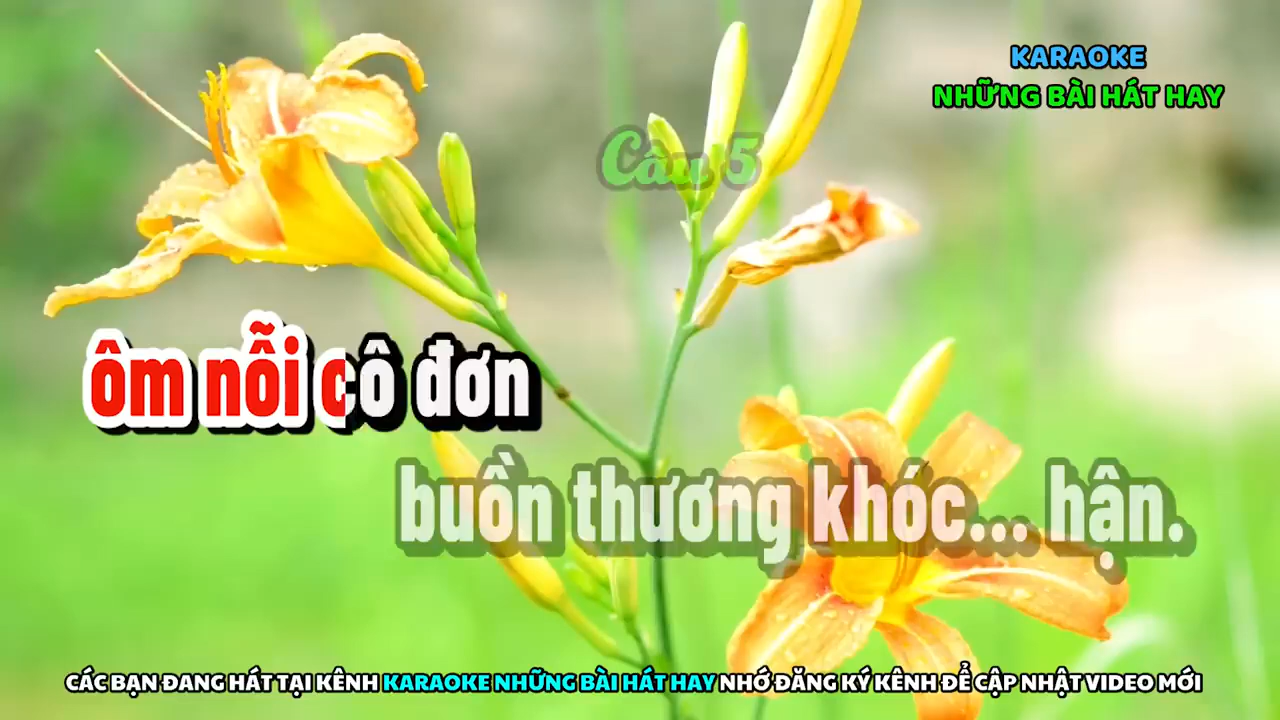 KARAOKE
NHỮNG BÀI HÁT HAY
Câu 5
ôm nỗi cô đơn
buồn thương khóc... hận.
CÁC BẠN ĐANG HÁT TẠI KÊNH KARAOKE NHỮNG BÀI HÁT HAY NHỚ ĐĂNG KÝ KÊNH ĐỂ CẬP NHẬT VIDEO MỚI